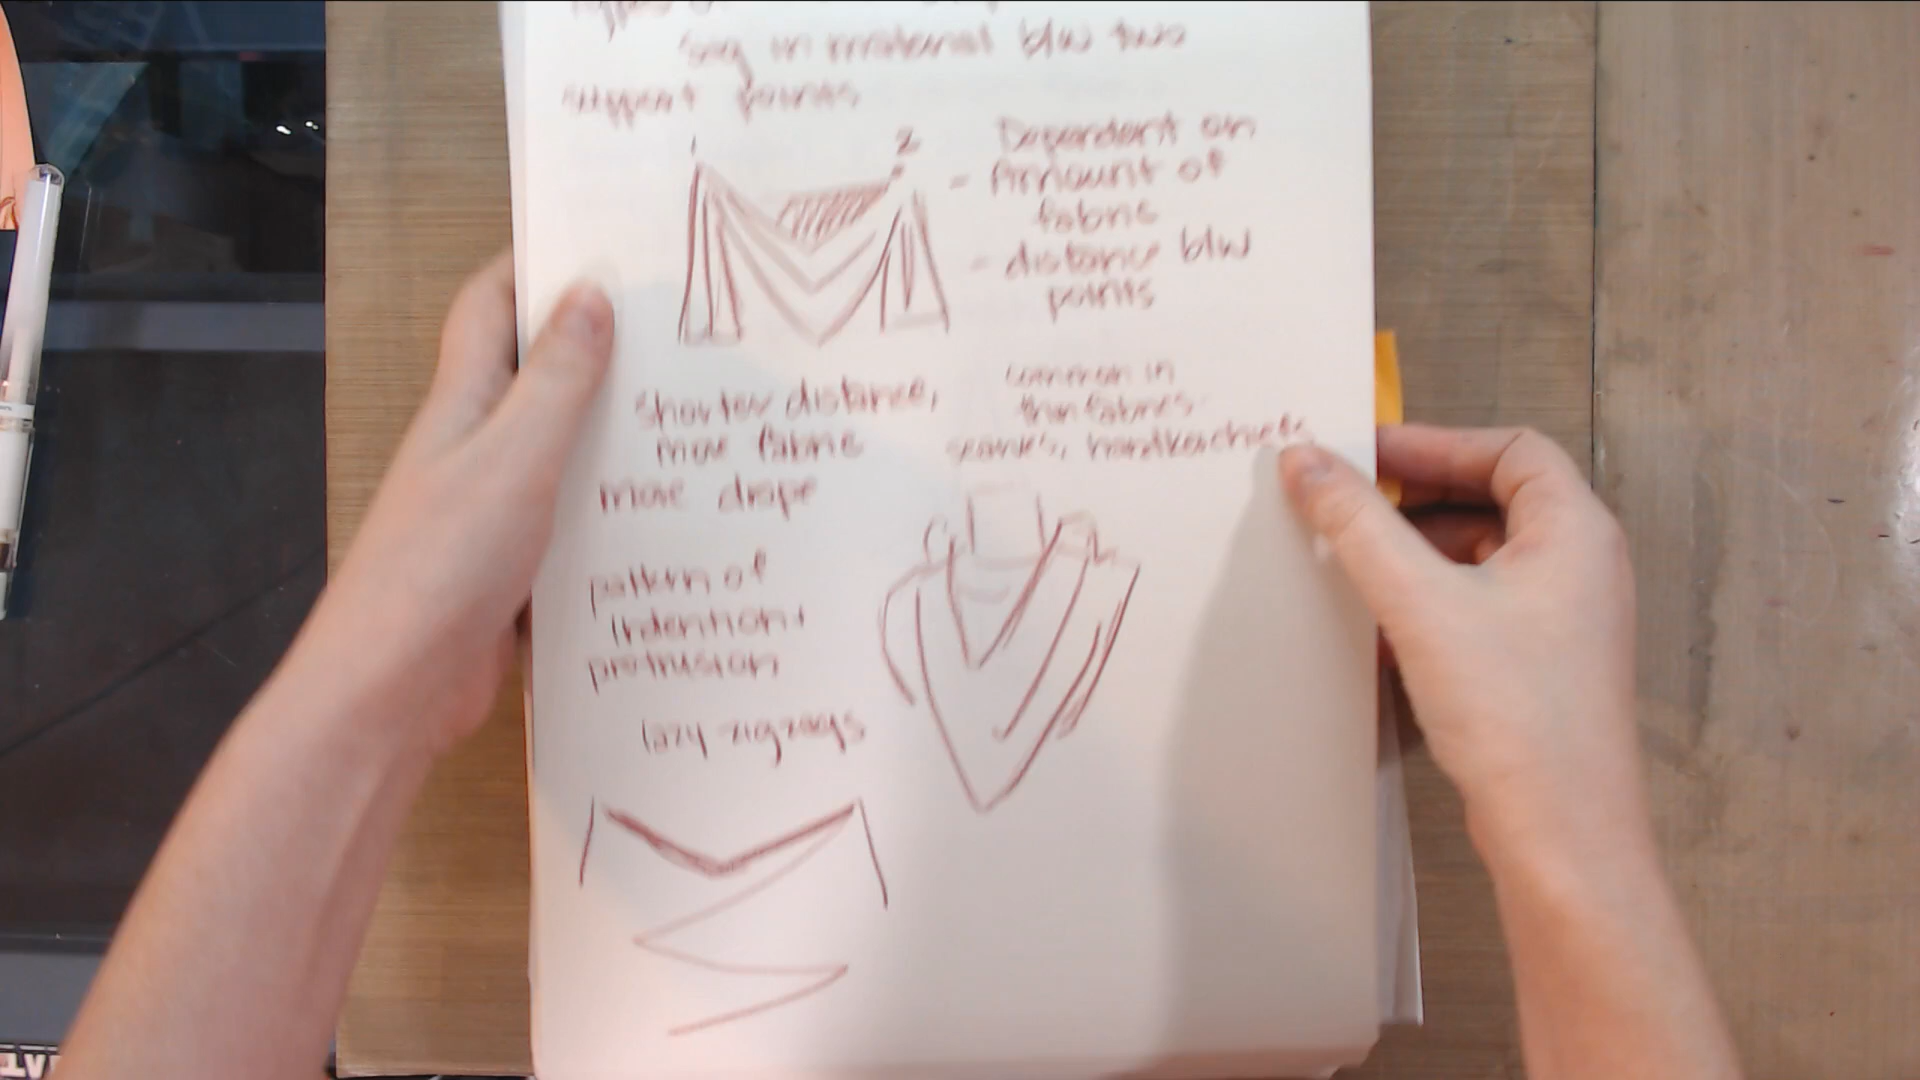 Sag in material b/w two
support points
1 2
Dependant on
- Amount of
fabric
- distance b/w
points
shorter distance,
more fabric
more drape
common in
thin fabrics
scarves, handkerchiefs
pattern of
indention +
protrusion
lazy zigzags